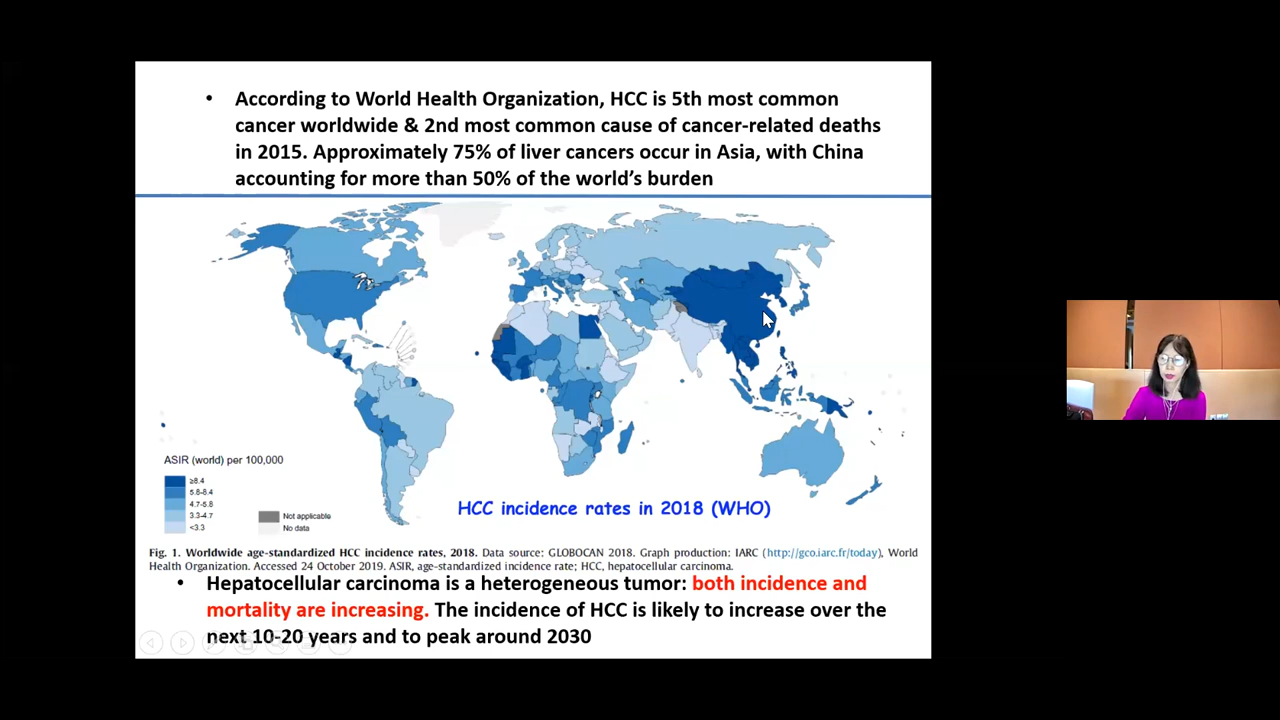 • According to World Health Organization, HCC is 5th most common
cancer worldwide & 2nd most common cause of cancer-related deaths
in 2015. Approximately 75% of liver cancers occur in Asia, with China
accounting for more than 50% of the world's burden
ASIR (world) per 100,000
≥8.4
5.8-8.4
4.7-5.8
3.3-4.7
<3.3
Not applicable
No data
HCC incidence rates in 2018 (WHO)
Fig. 1. Worldwide age-standardized HCC incidence rates, 2018. Data source: GLOBOCAN 2018. Graph production: IARC (http://gco.iarc.fr/today), World
Health Organization. Accessed 24 October 2019. ASIR, age-standardized incidence rate; HCC, hepatocellular carcinoma.
• Hepatocellular carcinoma is a heterogeneous tumor: both incidence and
mortality are increasing. The incidence of HCC is likely to increase over the
next 10-20 years and to peak around 2030